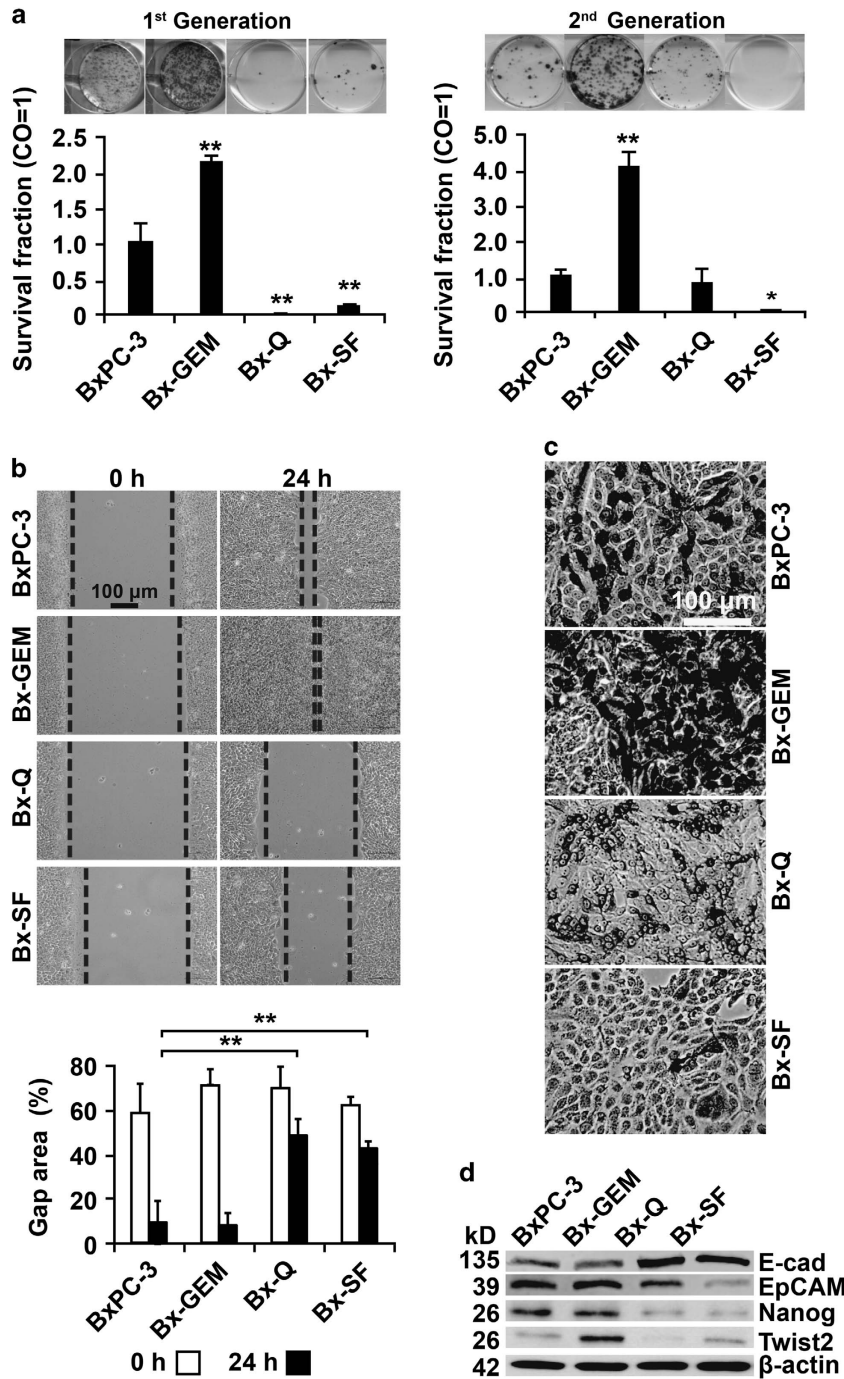 a
1st Generation
2nd Generation
Survival fraction (CO=1)
2.5
2.0
1.5
1.0
0.5
0
**
**
**
BxPC-3
Bx-GEM
Bx-Q
Bx-SF
Survival fraction (CO=1)
5.0
4.0
3.0
2.0
1.0
0
**
*
BxPC-3
Bx-GEM
Bx-Q
Bx-SF
b
0 h
24 h
BxPC-3
100 µm
Bx-GEM
Bx-Q
Bx-SF
**
**
Gap area (%)
80
60
40
20
0
BxPC-3
Bx-GEM
Bx-Q
Bx-SF
0 h
24 h
c
BxPC-3
100 µm
Bx-GEM
Bx-Q
Bx-SF
d
BxPC-3
Bx-GEM
Bx-Q
Bx-SF
kD
135 E-cad
39 EpCAM
26 Nanog
26 Twist2
42 β-actin